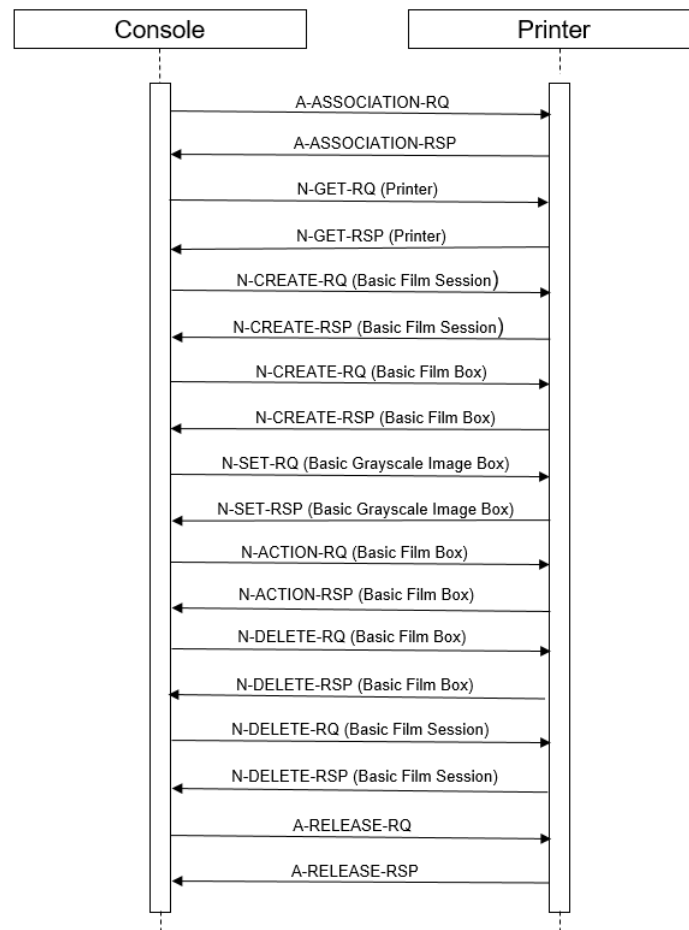 Console
Printer
A-ASSOCIATION-RQ
A-ASSOCIATION-RSP
N-GET-RQ (Printer)
N-GET-RSP (Printer)
N-CREATE-RQ (Basic Film Session)
N-CREATE-RSP (Basic Film Session)
N-CREATE-RQ (Basic Film Box)
N-CREATE-RSP (Basic Film Box)
N-SET-RQ (Basic Grayscale Image Box)
N-SET-RSP (Basic Grayscale Image Box)
N-ACTION-RQ (Basic Film Box)
N-ACTION-RSP (Basic Film Box)
N-DELETE-RQ (Basic Film Box)
N-DELETE-RSP (Basic Film Box)
N-DELETE-RQ (Basic Film Session)
N-DELETE-RSP (Basic Film Session)
A-RELEASE-RQ
A-RELEASE-RSP